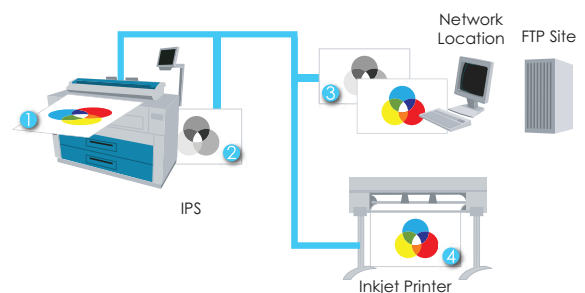 Network
Location
FTP Site
1
2
3
IPS
4
Inkjet Printer